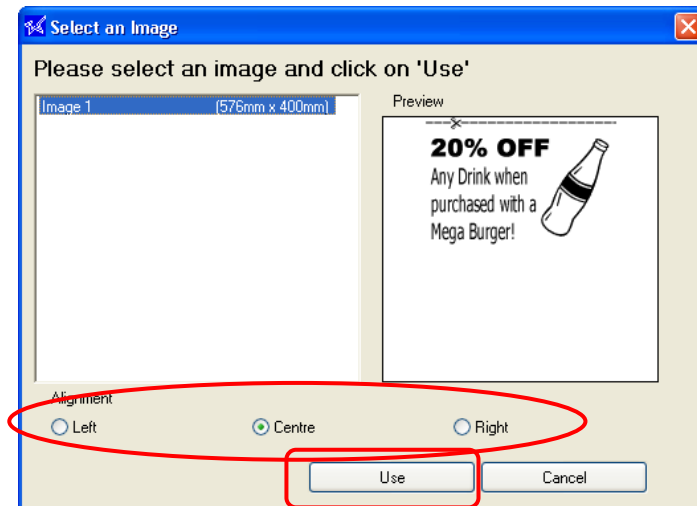 Select an Image
Please select an image and click on 'Use'
Image 1 (576mm x 400mm)
Preview
20% OFF
Any Drink when
purchased with a
Mega Burger!
Alignment
Left Centre Right
Use Cancel